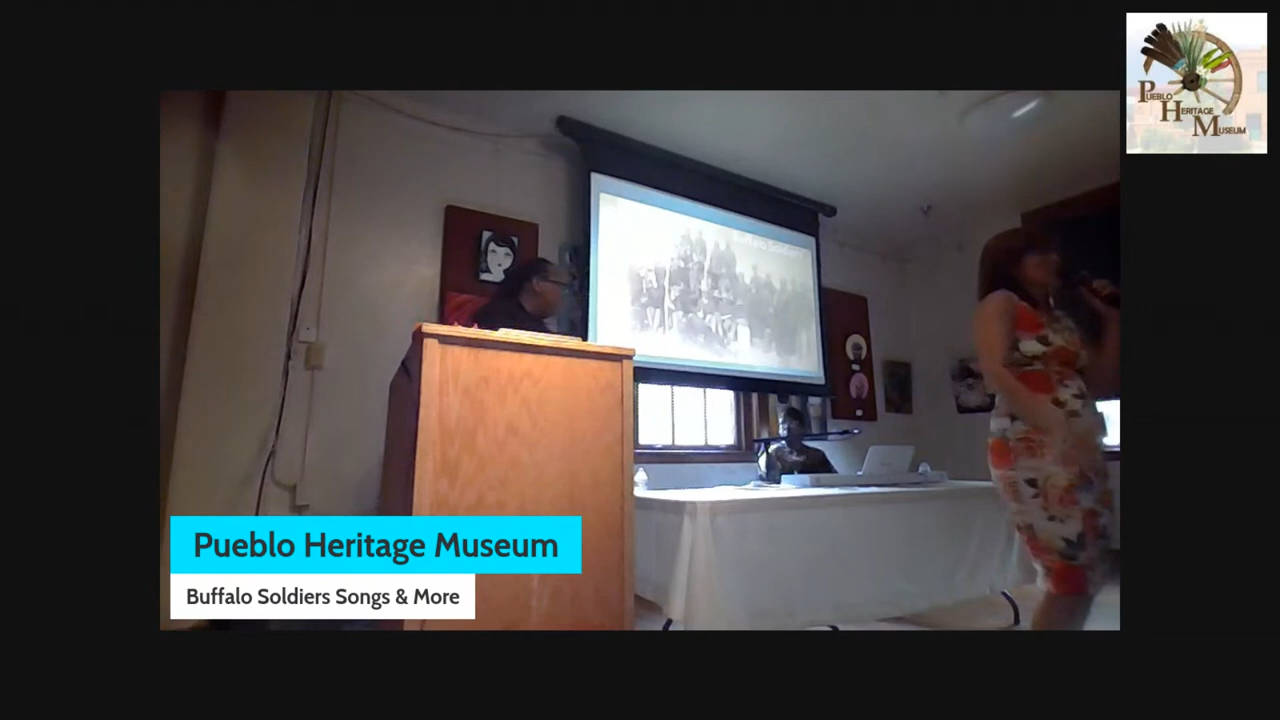 PUEBLO
HERITAGE
MUSEUM
Buffalo Soldiers
Pueblo Heritage Museum
Buffalo Soldiers Songs & More